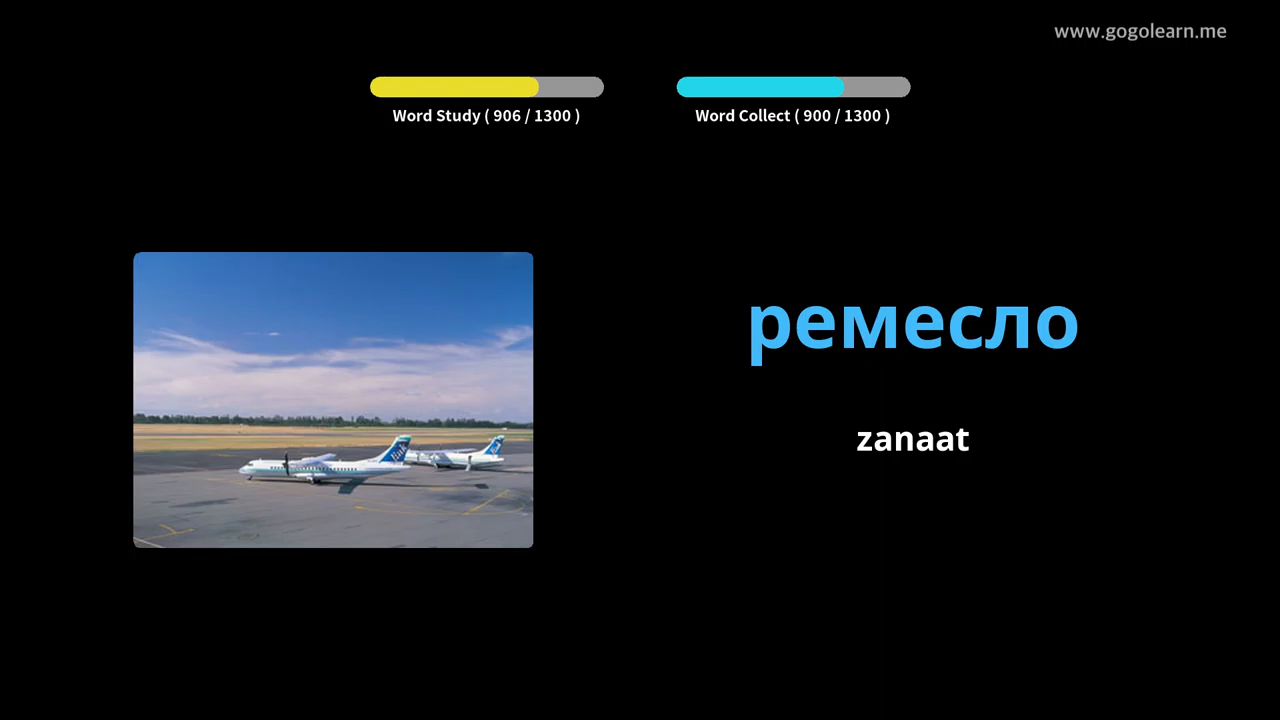 www.gogolearn.me
Word Study ( 906 / 1300 )
Word Collect ( 900 / 1300 )
ремесло
zanaat